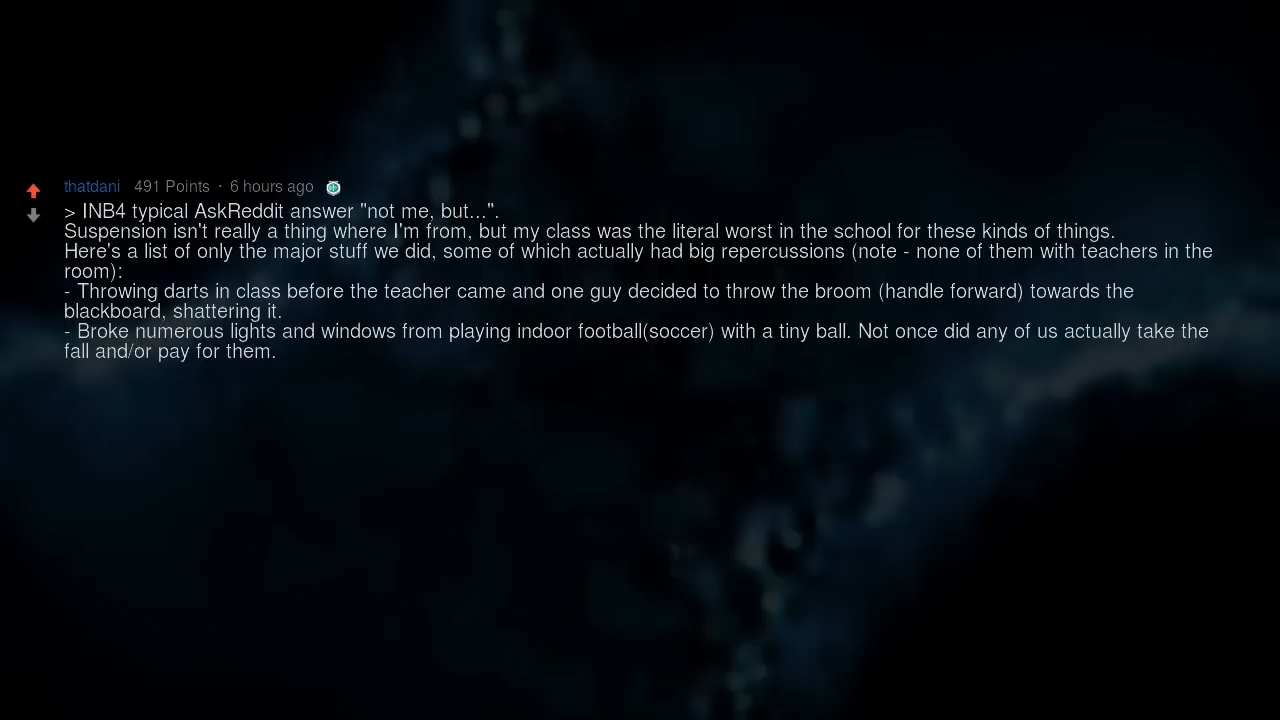 thatdani 491 Points · 6 hours ago
> INB4 typical AskReddit answer "not me, but...".
Suspension isn't really a thing where I'm from, but my class was the literal worst in the school for these kinds of things.
Here's a list of only the major stuff we did, some of which actually had big repercussions (note - none of them with teachers in the
room):
- Throwing darts in class before the teacher came and one guy decided to throw the broom (handle forward) towards the
blackboard, shattering it.
- Broke numerous lights and windows from playing indoor football(soccer) with a tiny ball. Not once did any of us actually take the
fall and/or pay for them.